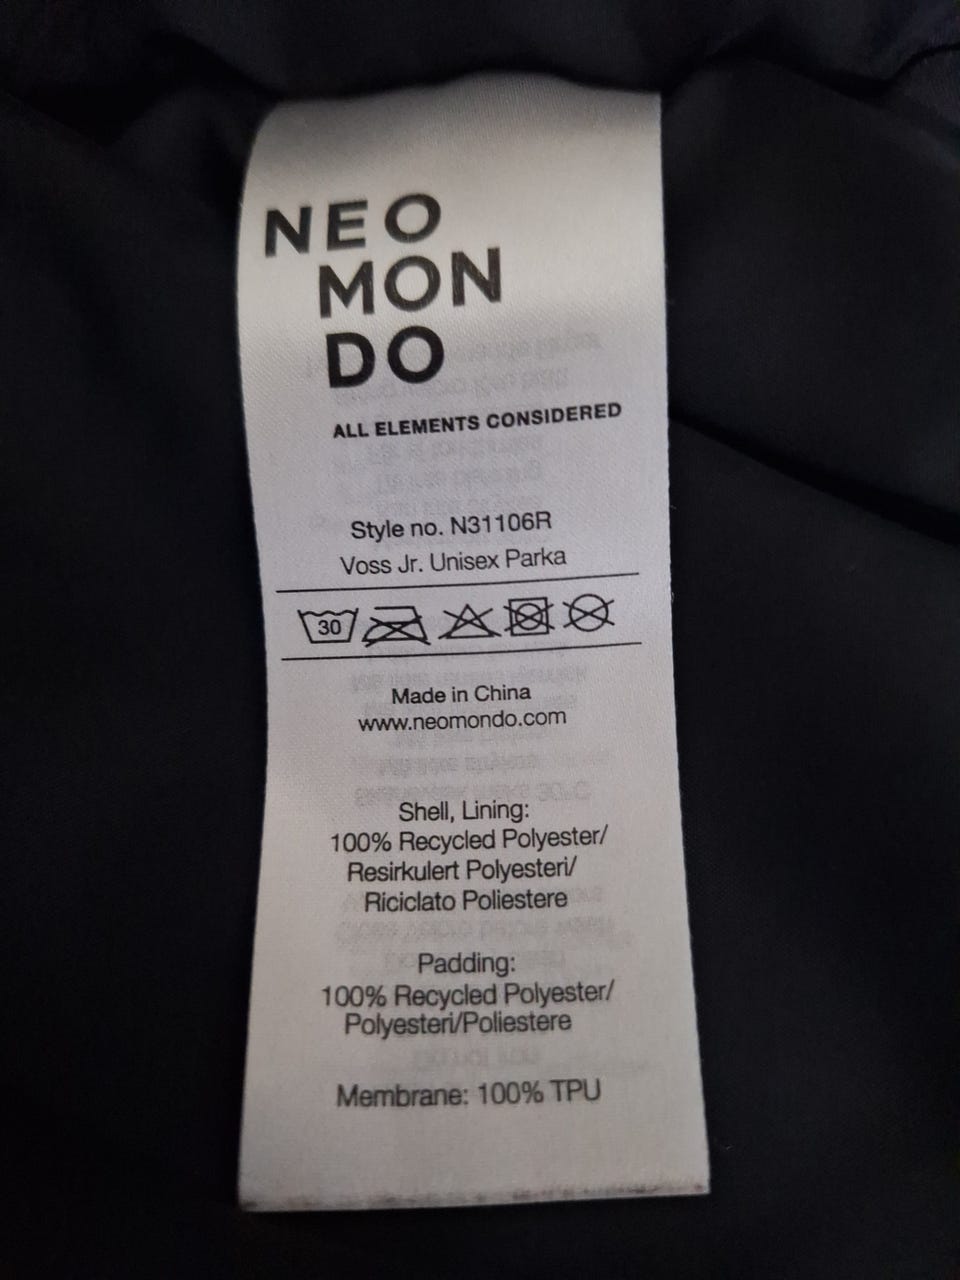 NEO
MON
DO
ALL ELEMENTS CONSIDERED
Style no. N31106R
Voss Jr. Unisex Parka
30
Made in China
www.neomondo.com
Shell, Lining:
100% Recycled Polyester/
Resirkulert Polyesteri/
Riciclato Poliestere
Padding:
100% Recycled Polyester/
Polyesteri/Poliestere
Membrane: 100% TPU